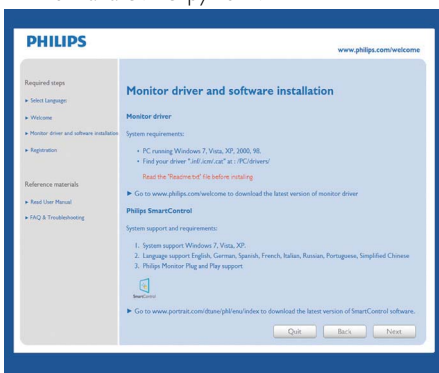 PHILIPS
www.philips.com/welcome
Required steps
Select Language:
Welcome
Monitor driver and software installation
Registration
Reference materials
Read User Manual
FAQ & Troubleshooting
Monitor driver and software installation
Monitor driver
System requirements:
PC running Windows 7, Vista, XP, 2000, 98.
Find your driver ".inf/.icm/.cat" at : /PC/drivers/
Read the 'Readme.txt' file before installing.
Go to www.philips.com/welcome to download the latest version of monitor driver
Philips SmartControl
System support and requirements:
1. System support Windows 7, Vista, XP.
2. Language support English, German, Spanish, French, Italian, Russian, Portuguese, Simplified Chinese
3. Philips Monitor Plug and Play support
SmartControl
Go to www.portrait.com/dtune/phl/enu/index to download the latest version of SmartControl software.
Quit Back Next